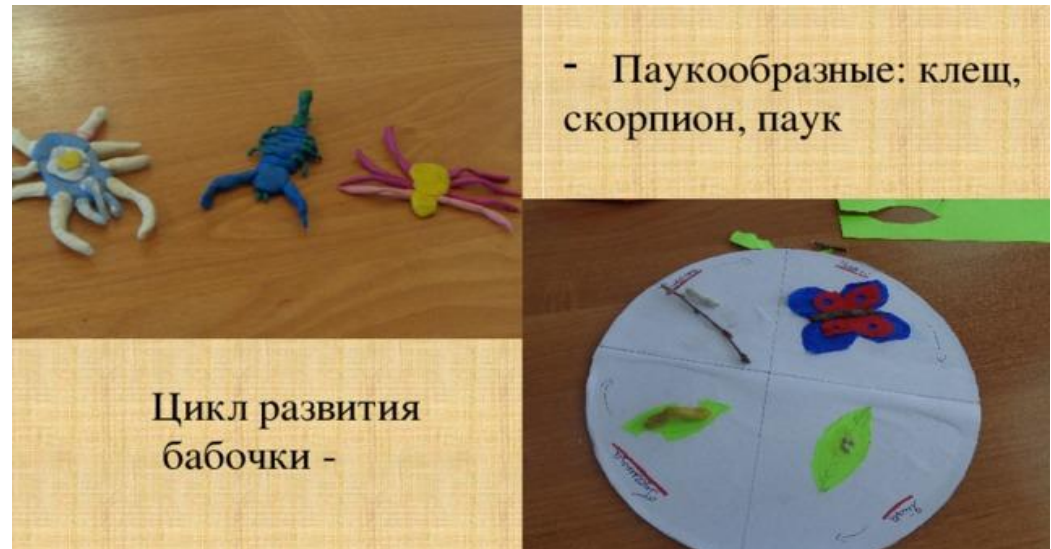 - Паукообразные: клещ,
скорпион, паук
Цикл развития
бабочки -